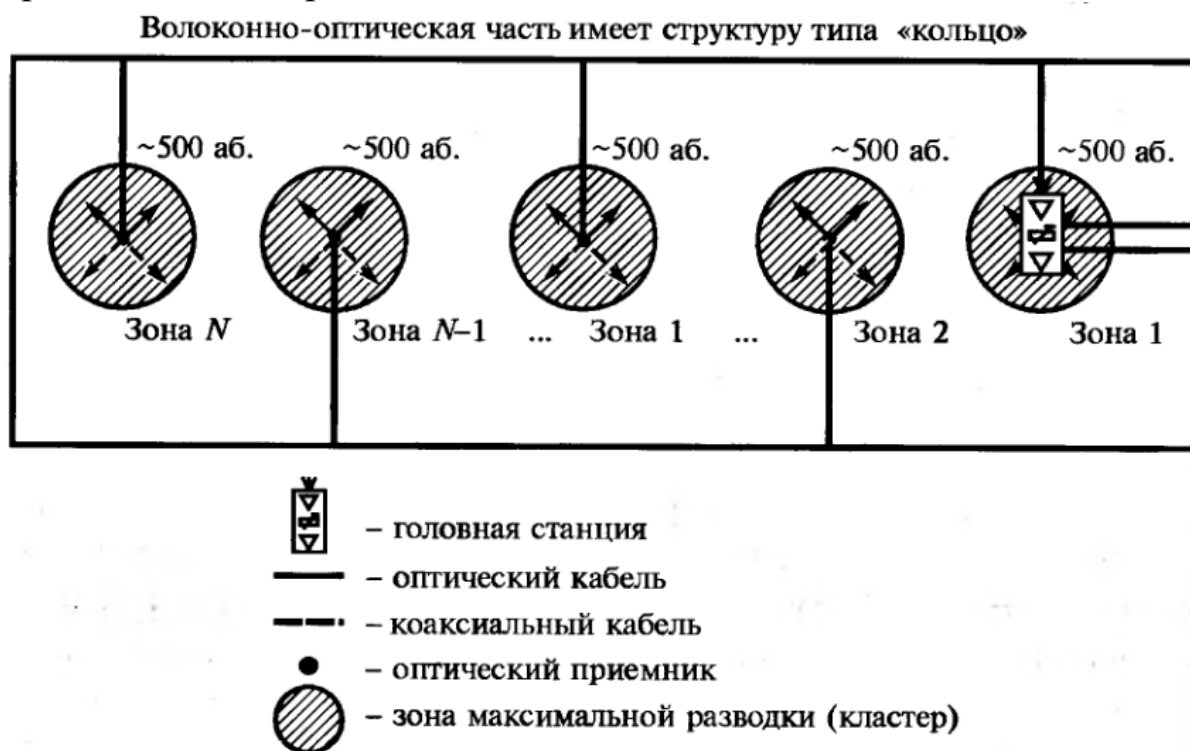 Волоконно-оптическая часть имеет структуру типа «кольцо»
~500 аб. ~500 аб. ~500 аб. ~500 аб. ~500 аб.
Зона N Зона N–1 ... Зона 1 ... Зона 2 Зона 1
– головная станция
– оптический кабель
– коаксиальный кабель
– оптический приемник
– зона максимальной разводки (кластер)